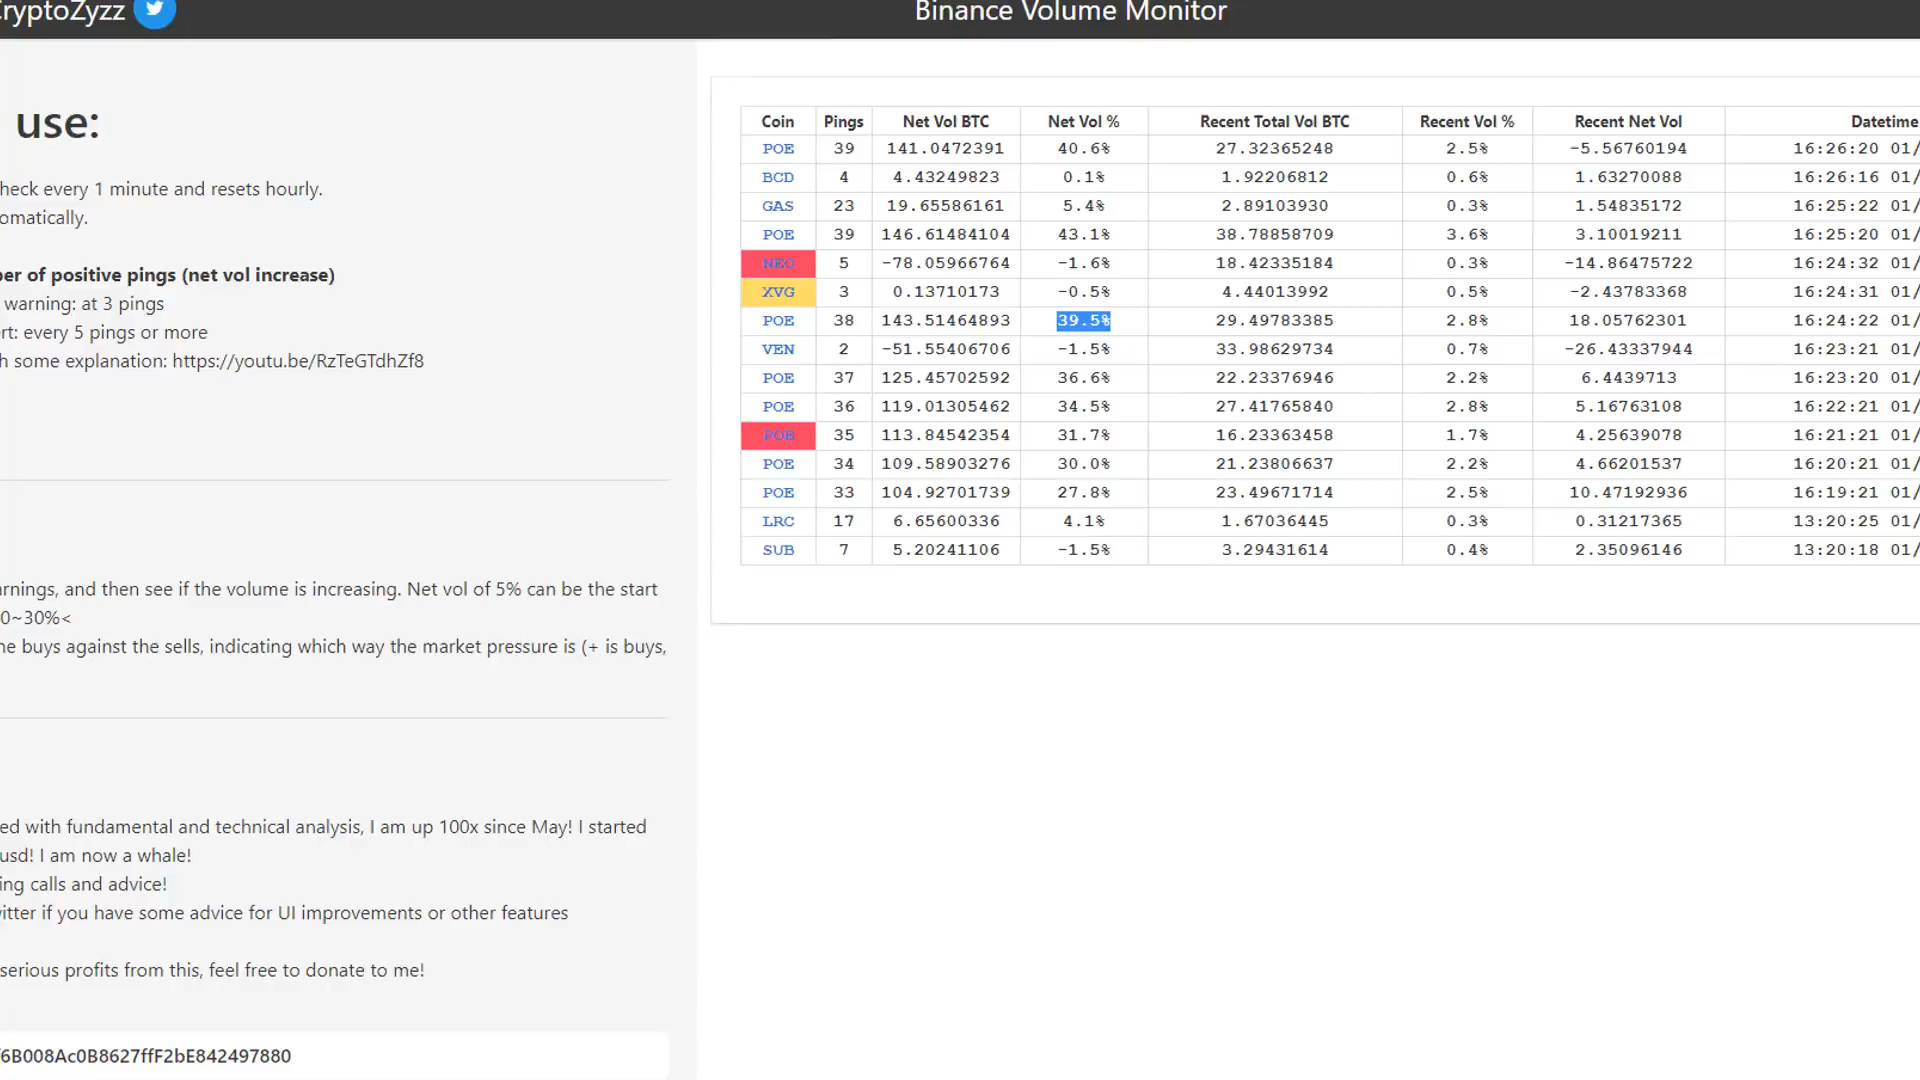 CryptoZyzz
Binance Volume Monitor
use:
heck every 1 minute and resets hourly.
omatically.
er of positive pings (net vol increase)
warning: at 3 pings
ert: every 5 pings or more
h some explanation: https://youtu.be/RzTeGTdhZf8
rnings, and then see if the volume is increasing. Net vol of 5% can be the start
0~30%<
he buys against the sells, indicating which way the market pressure is (+ is buys,
ed with fundamental and technical analysis, I am up 100x since May! I started
usd! I am now a whale!
ing calls and advice!
itter if you have some advice for UI improvements or other features
serious profits from this, feel free to donate to me!
6B008Ac0B8627ffF2bE842497880
Coin Pings Net Vol BTC Net Vol % Recent Total Vol BTC Recent Vol % Recent Net Vol Datetime
POE 39 141.0472391 40.6% 27.32365248 2.5% -5.56760194 16:26:20 01/
BCD 4 4.43249823 0.1% 1.92206812 0.6% 1.63270088 16:26:16 01/
GAS 23 19.65586161 5.4% 2.89103930 0.3% 1.54835172 16:25:22 01/
POE 39 146.61484104 43.1% 38.78858709 3.6% 3.10019211 16:25:20 01/
NEO 5 -78.05966764 -1.6% 18.42335184 0.3% -14.86475722 16:24:32 01/
XVG 3 0.13710173 -0.5% 4.44013992 0.5% -2.43783368 16:24:31 01/
POE 38 143.51464893 39.5% 29.49783385 2.8% 18.05762301 16:24:22 01/
VEN 2 -51.55406706 -1.5% 33.98629734 0.7% -26.43337944 16:23:21 01/
POE 37 125.45702592 36.6% 22.23376946 2.2% 6.4439713 16:23:20 01/
POE 36 119.01305462 34.5% 27.41765840 2.8% 5.16763108 16:22:21 01/
POE 35 113.84542354 31.7% 16.23363458 1.7% 4.25639078 16:21:21 01/
POE 34 109.58903276 30.0% 21.23806637 2.2% 4.66201537 16:20:21 01/
POE 33 104.92701739 27.8% 23.49671714 2.5% 10.47192936 16:19:21 01/
LRC 17 6.65600336 4.1% 1.67036445 0.3% 0.31217365 13:20:25 01/
SUB 7 5.20241106 -1.5% 3.29431614 0.4% 2.35096146 13:20:18 01/